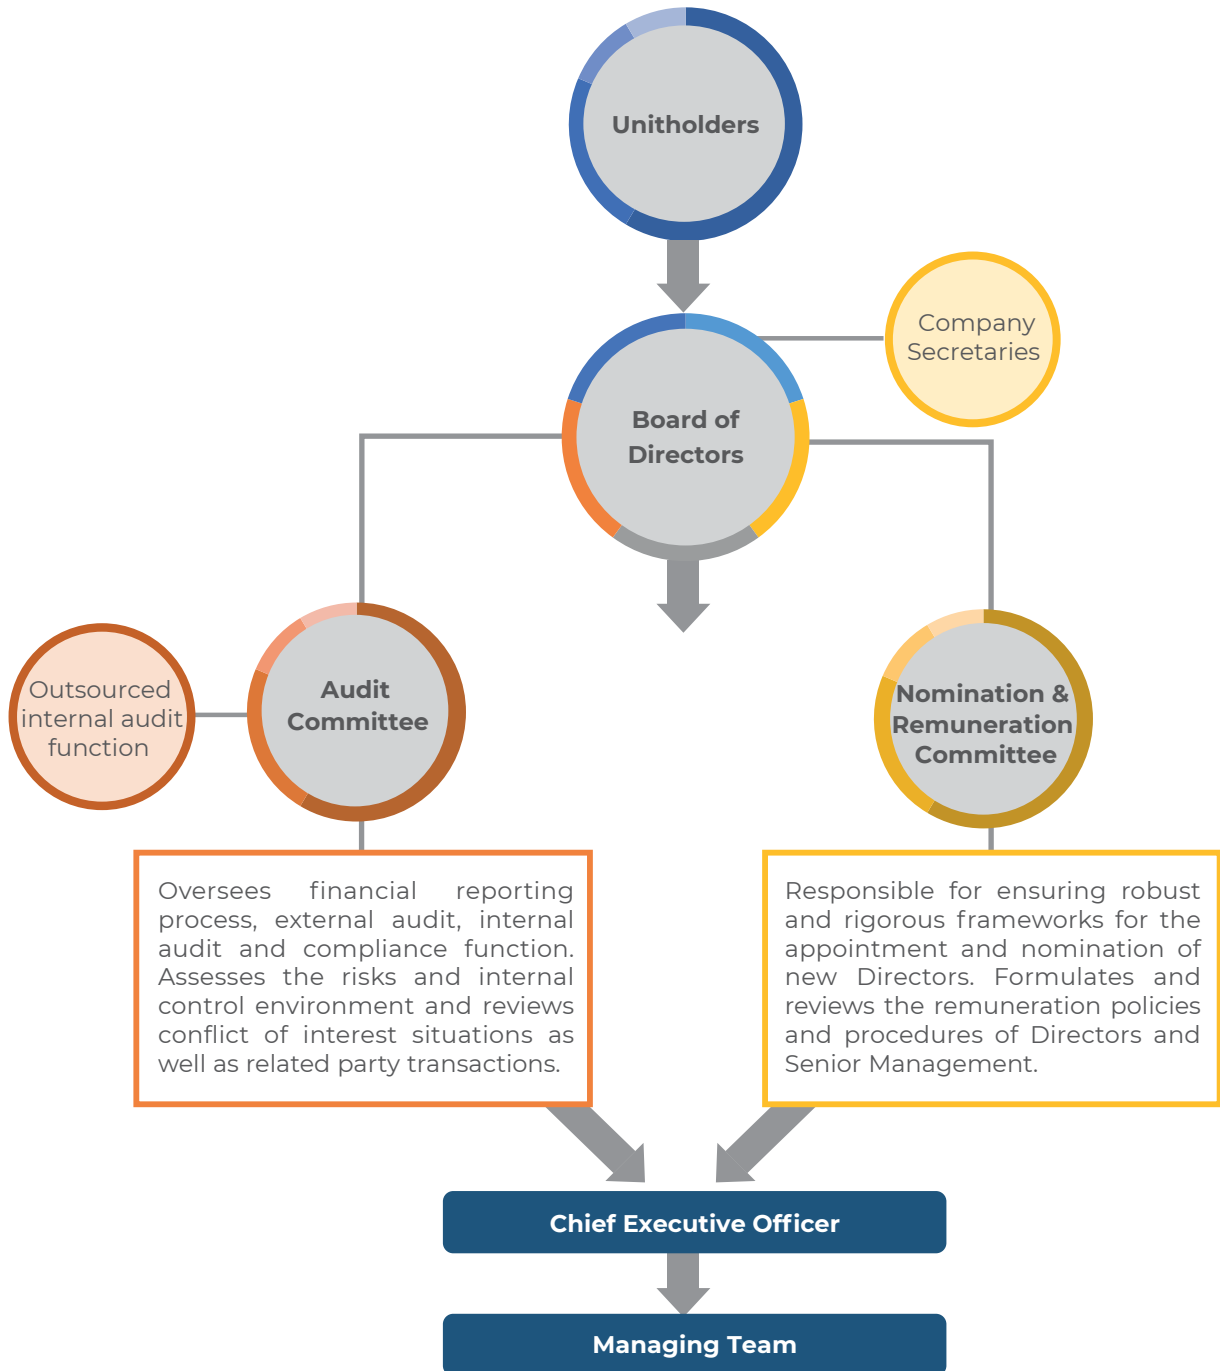 Unitholders
Company
Secretaries
Board of
Directors
Outsourced
internal audit
function
Audit
Committee
Nomination &
Remuneration
Committee
Oversees financial reporting
process, external audit, internal
audit and compliance function.
Assesses the risks and internal
control environment and reviews
conflict of interest situations as
well as related party transactions.
Responsible for ensuring robust
and rigorous frameworks for the
appointment and nomination of
new Directors. Formulates and
reviews the remuneration policies
and procedures of Directors and
Senior Management.
Chief Executive Officer
Managing Team